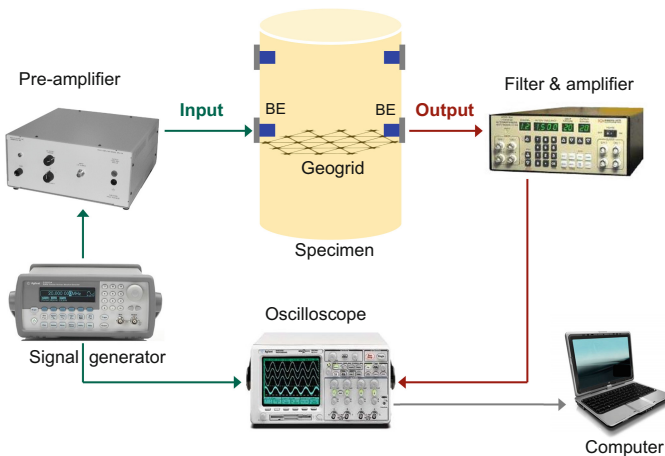 Pre-amplifier
Filter & amplifier
Input
BE
BE
Output
Geogrid
Specimen
Oscilloscope
Signal generator
Computer